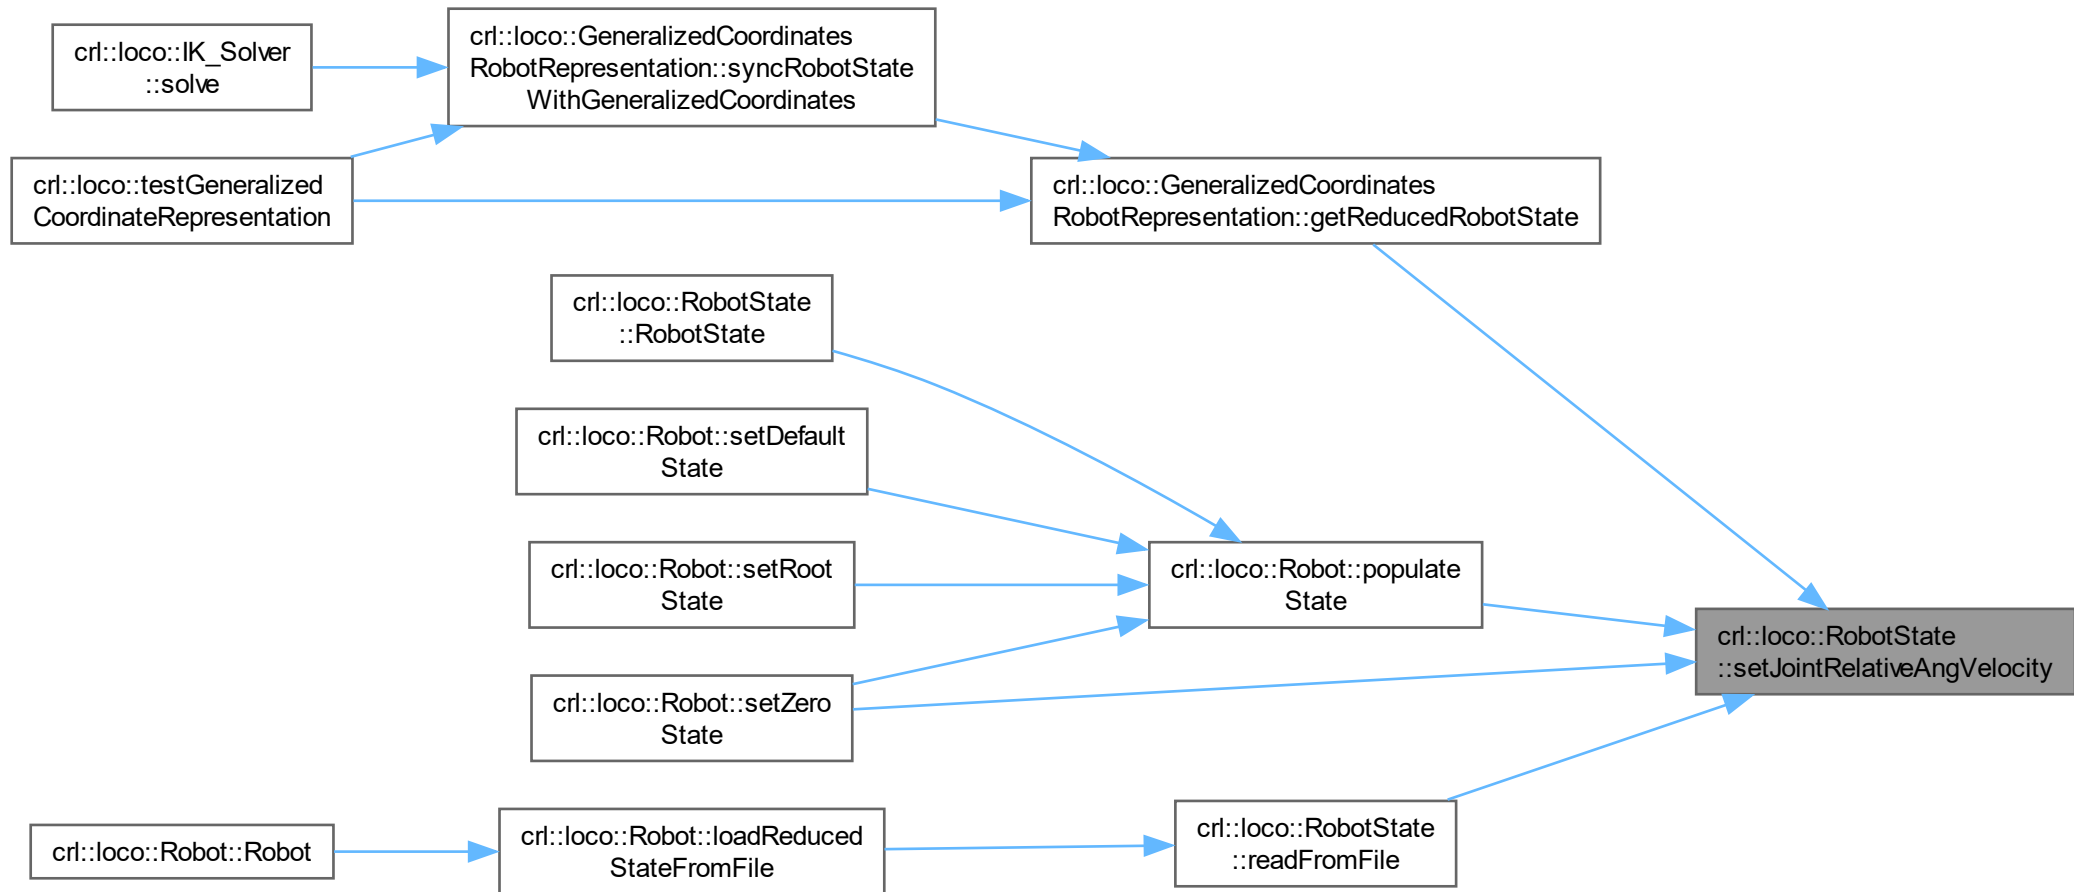 crl::loco::IK_Solver
::solve
crl::loco::GeneralizedCoordinates
RobotRepresentation::syncRobotState
WithGeneralizedCoordinates
crl::loco::testGeneralized
CoordinateRepresentation
crl::loco::GeneralizedCoordinates
RobotRepresentation::getReducedRobotState
crl::loco::RobotState
::RobotState
crl::loco::Robot::setDefault
State
crl::loco::Robot::setRoot
State
crl::loco::Robot::populate
State
crl::loco::RobotState
::setJointRelativeAngVelocity
crl::loco::Robot::setZero
State
crl::loco::Robot::Robot
crl::loco::Robot::loadReduced
StateFromFile
crl::loco::RobotState
::readFromFile